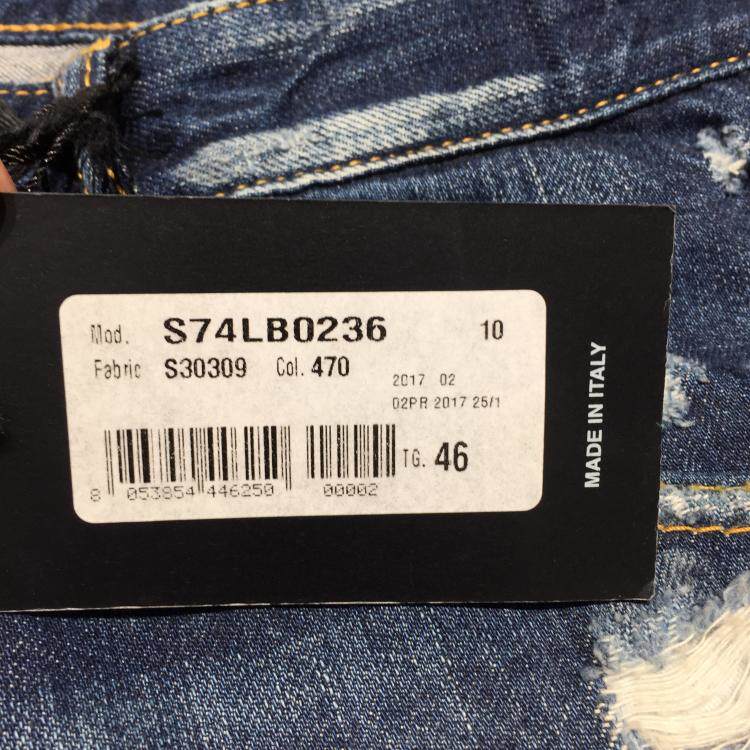 Mod. S74LB0236 10
Fabric S30309 Col. 470
2017 02
02PR 2017 25/1
TG. 46
8 053854 446250 00002
MADE IN ITALY